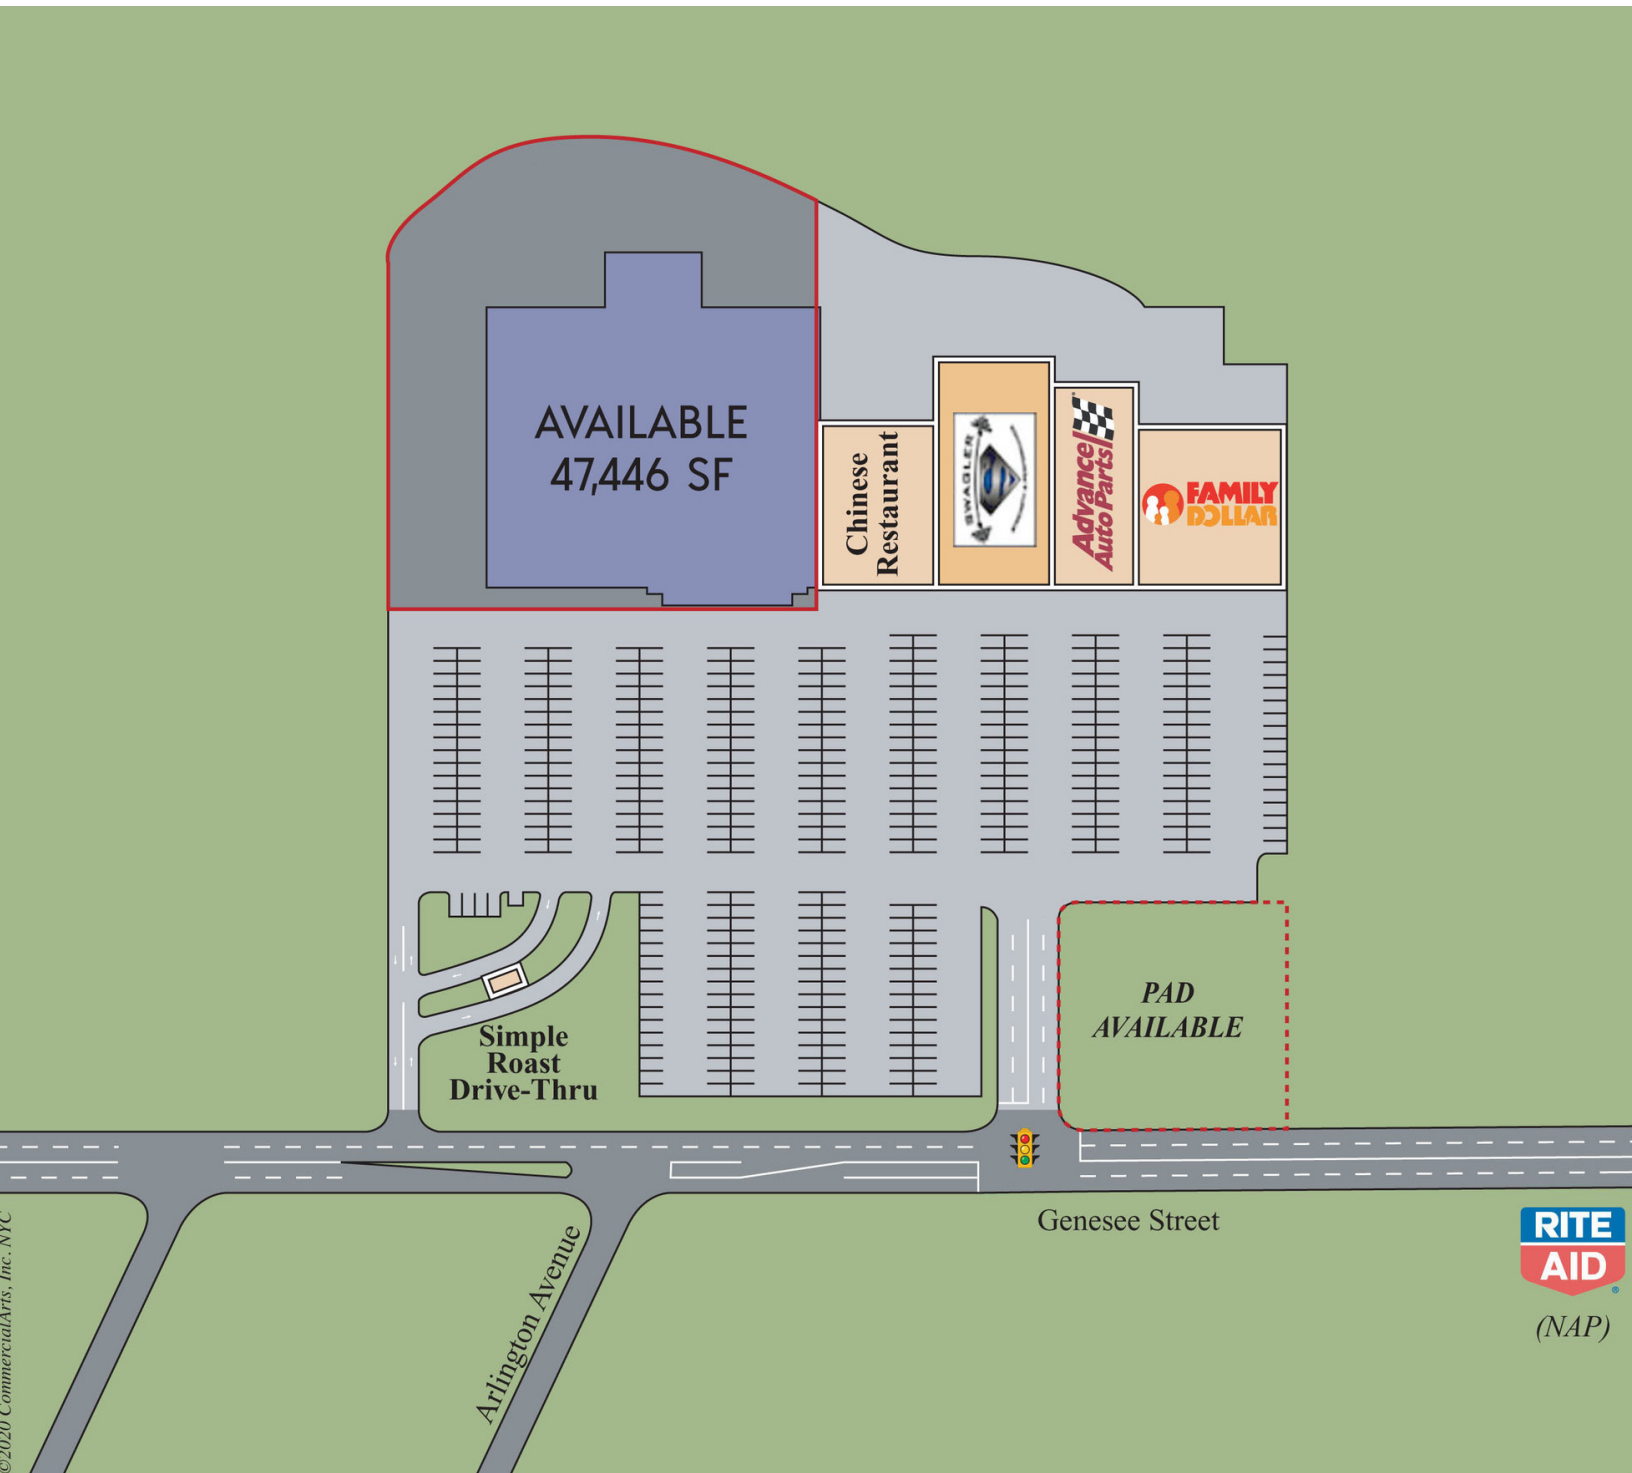 AVAILABLE
47,446 SF
Chinese
Restaurant
SWAGLER
Advance
Auto Parts
FAMILY
DOLLAR
Simple
Roast
Drive-Thru
PAD
AVAILABLE
Genesee Street
Arlington Avenue
RITE
AID
®
(NAP)
©2020 CommercialArts, Inc. NYC